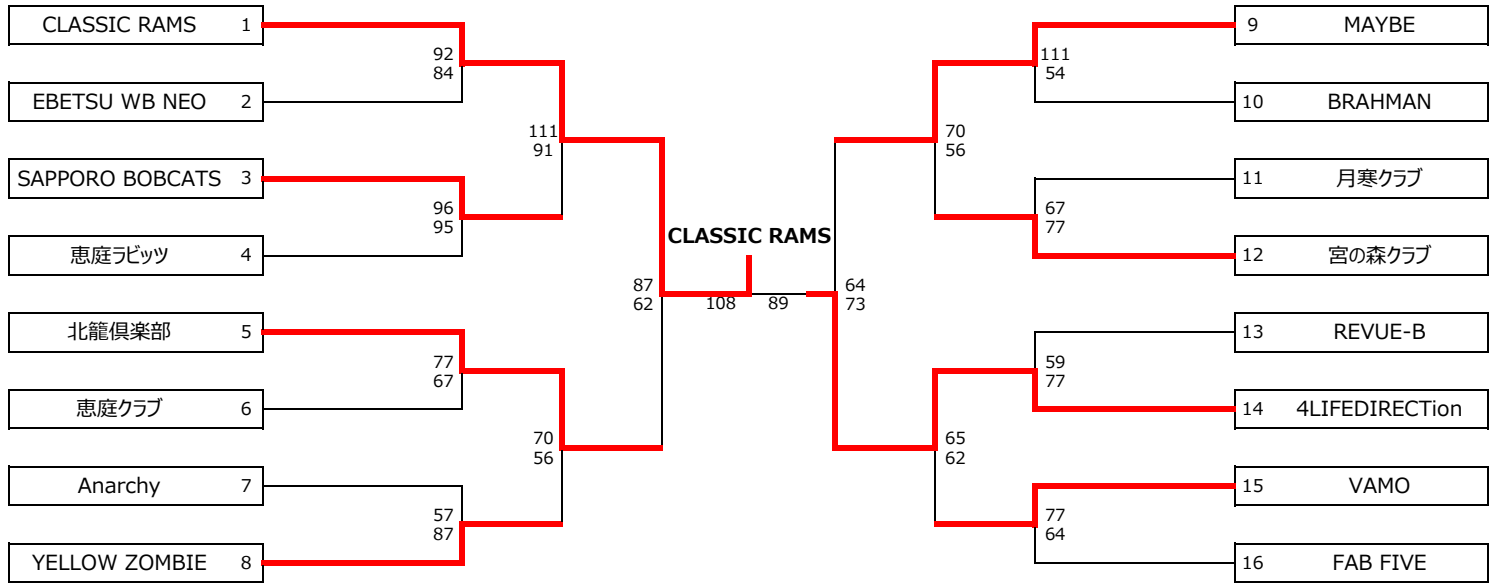 CLASSIC RAMS 1
EBETSU WB NEO 2
SAPPORO BOBCATS 3
恵庭ラビッツ 4
北籠倶楽部 5
恵庭クラブ 6
Anarchy 7
YELLOW ZOMBIE 8
92
84
96
95
77
67
57
87
111
91
70
56
87
62
CLASSIC RAMS
108 89
64
73
70
56
65
62
111
54
67
77
59
77
77
64
9 MAYBE
10 BRAHMAN
11 月寒クラブ
12 宮の森クラブ
13 REVUE-B
14 4LIFEDIRECTion
15 VAMO
16 FAB FIVE